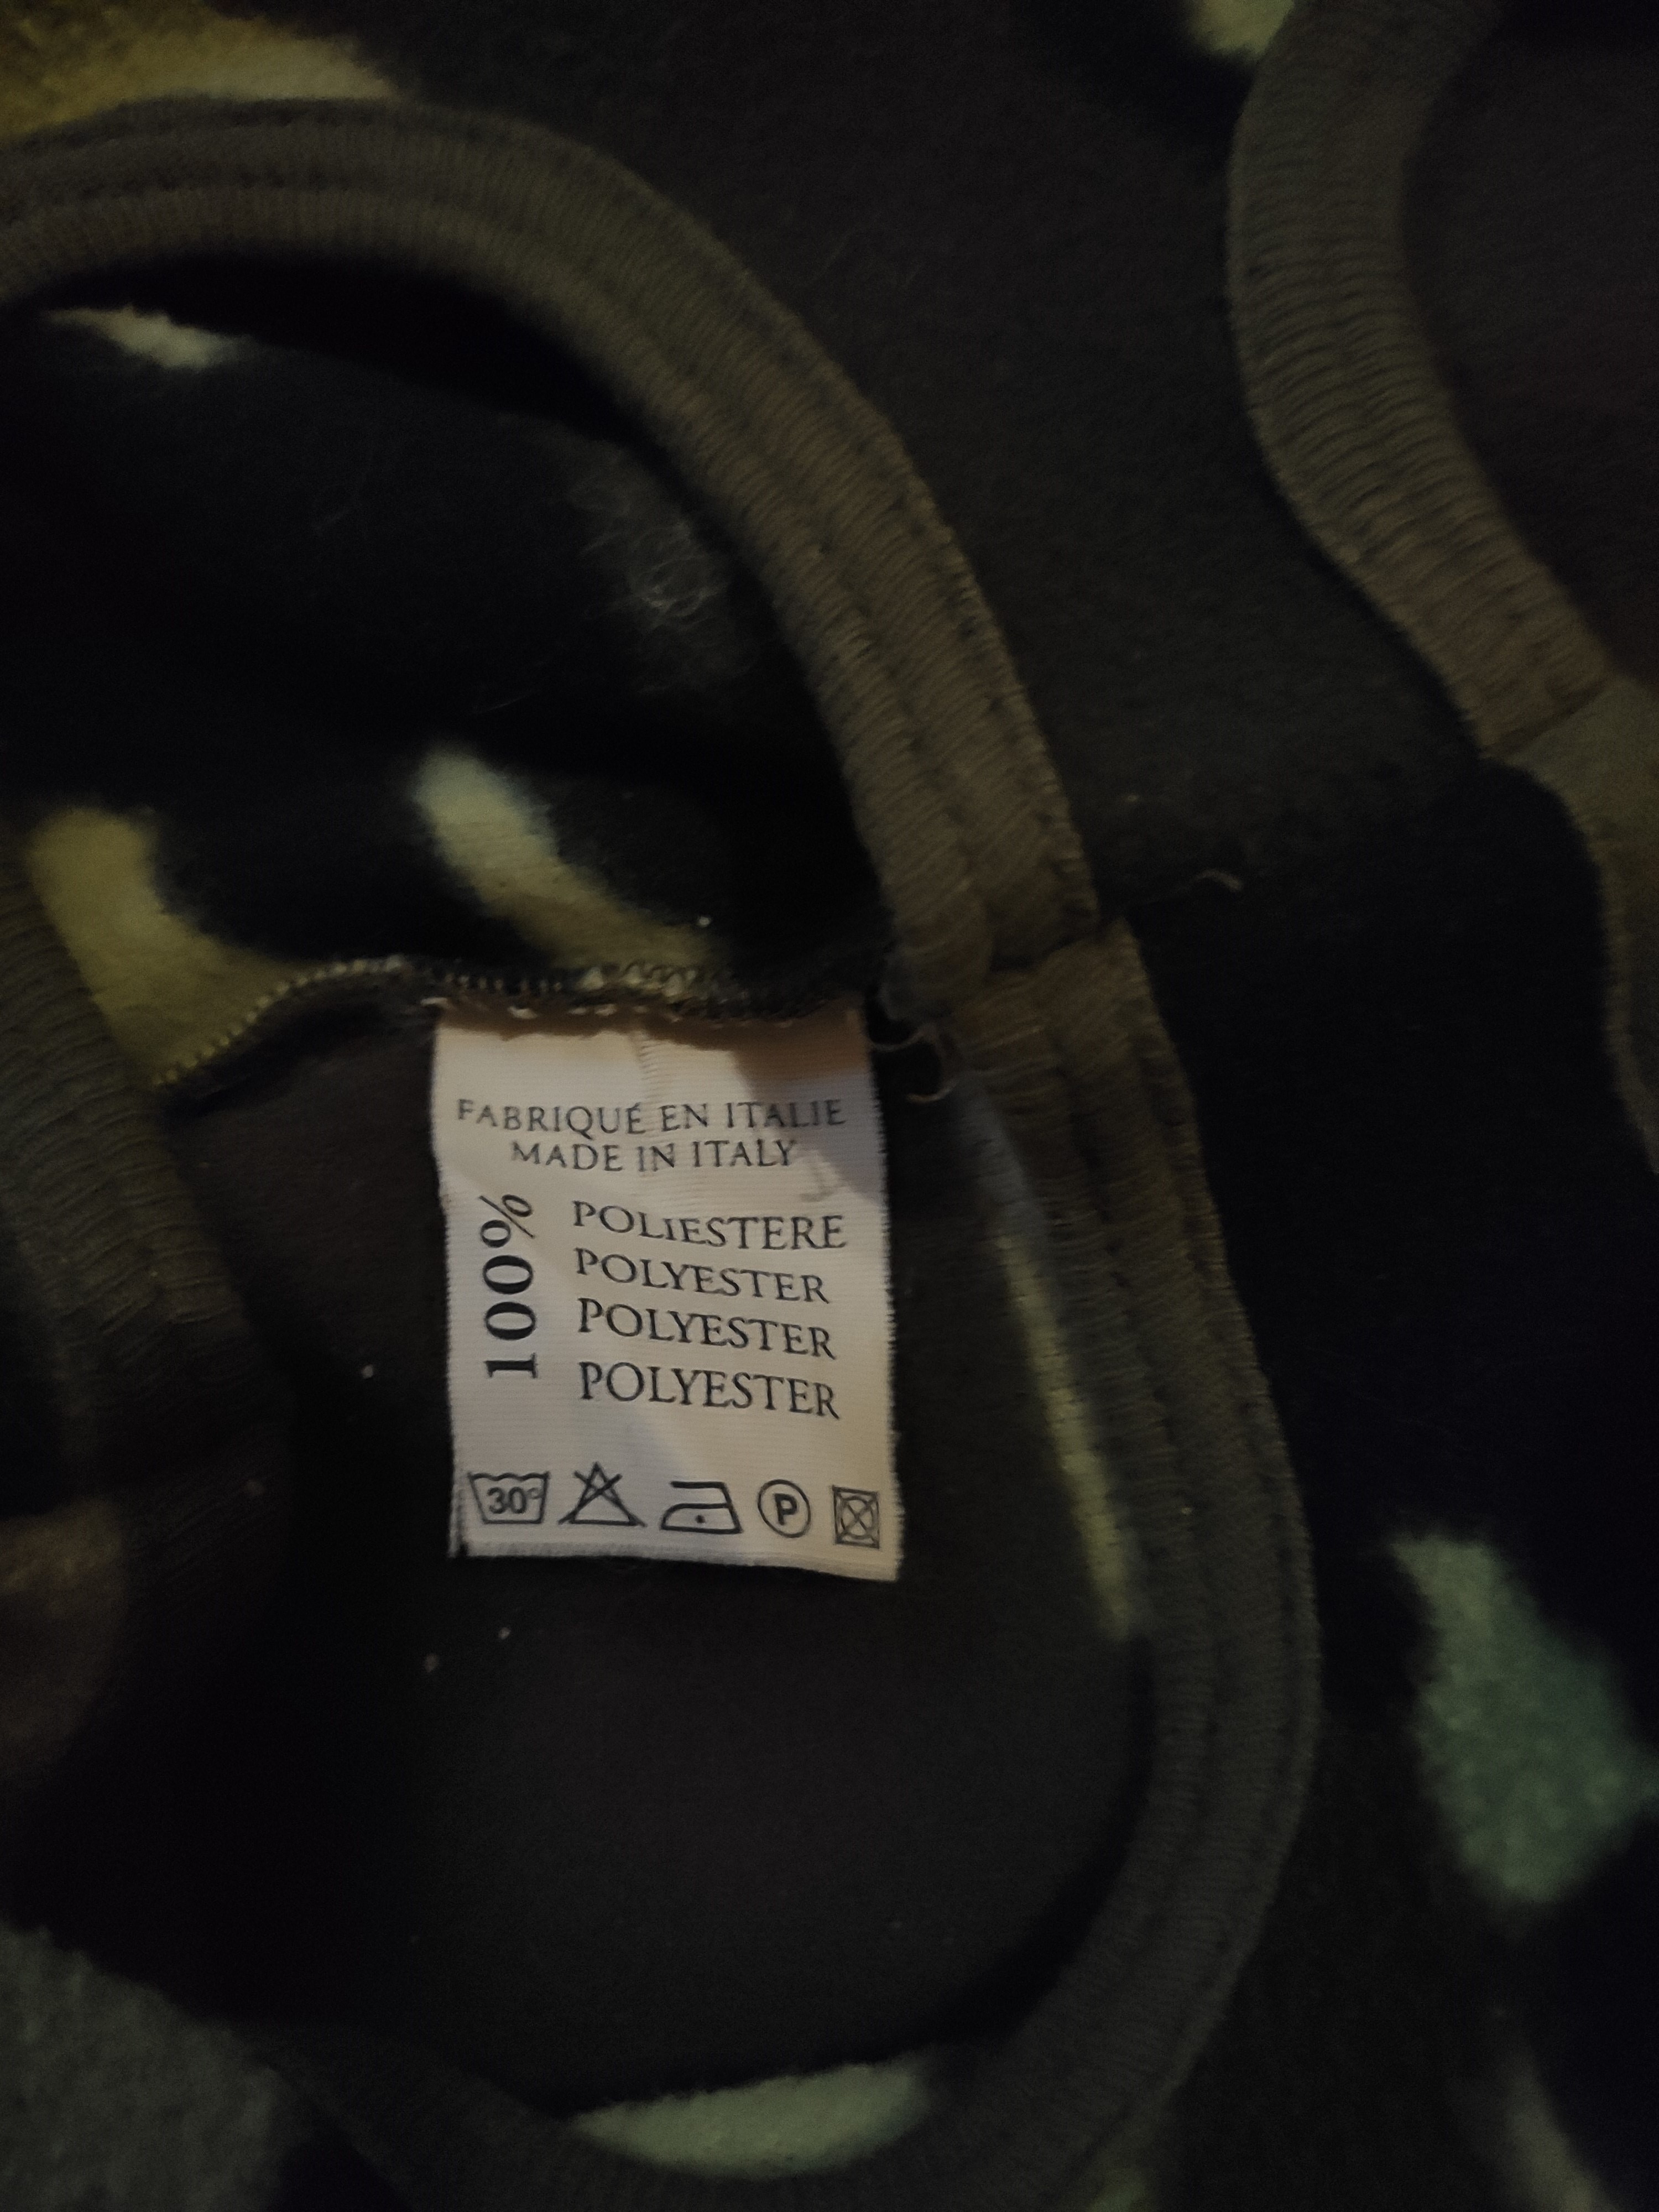 FABRIQUÉ EN ITALIE
MADE IN ITALY
100%
POLIESTERE
POLYESTER
POLYESTER
POLYESTER
30° P